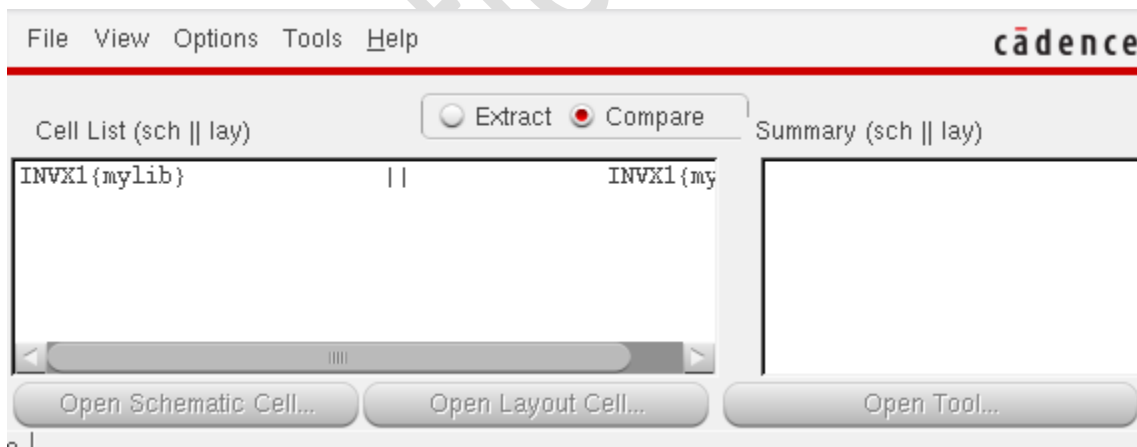 File View Options Tools Help
cādence
Extract Compare
Cell List (sch || lay)
Summary (sch || lay)
INVX1{mylib} || INVX1{my
Open Schematic Cell...
Open Layout Cell...
Open Tool...